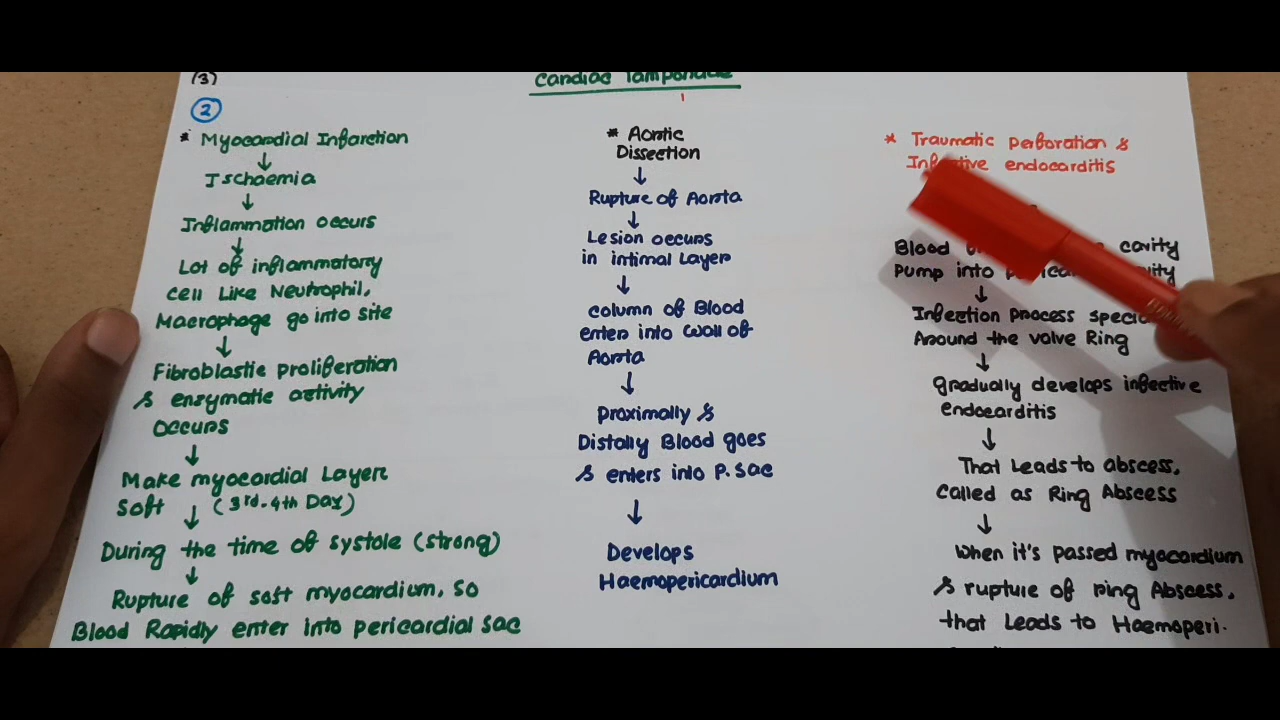 (3)
Cardiac Tamponade
2
* Myocardial Infarction
↓
Ischaemia
↓
Inflammation occurs
↓
Lot of inflammatory
cell Like Neutrophil,
Macrophage go into site
↓
Fibroblastic proliferation
& enzymatic activity
occurs
↓
Make myocardial Layer
Soft (3rd-4th Day)
↓
During the time of systole (strong)
↓
Rupture of soft myocardium, so
Blood Rapidly enter into pericardial sac
* Aortic
Dissection
↓
Rupture of Aorta
↓
Lesion occurs
in intimal Layer
↓
column of Blood
enter into wall of
Aorta
↓
Proximally &
Distally Blood goes
& enters into P. Sac
↓
Develops
Haemopericardium
* Traumatic perforation &
Infective endocarditis
Blood cavity
Pump into
↓
Infection process
Around the valve Ring
↓
gradually develops infective
endocarditis
↓
That Leads to abscess,
Called as Ring Abscess
↓
When it's passed myocardium
& rupture of ring Abscess,
that Leads to Haemoperi-